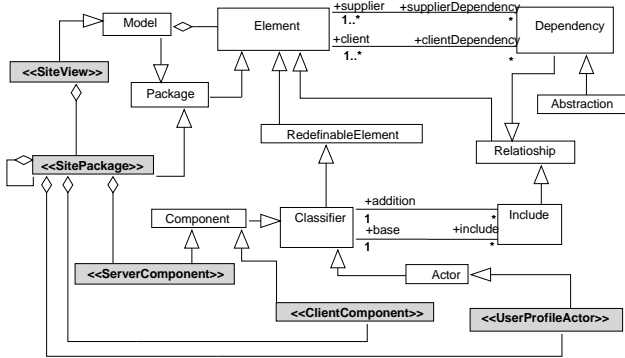 Model
Element
+supplier
+supplierDependency
1..*
*
Dependency
+client
+clientDependency
1..*
*
<<SiteView>>
Package
Abstraction
RedefinableElement
Relatioship
<<SitePackage>>
+addition
1
*
Component
Classifier
Include
+base
+include
1
*
<<ServerComponent>>
Actor
<<ClientComponent>>
<<UserProfileActor>>